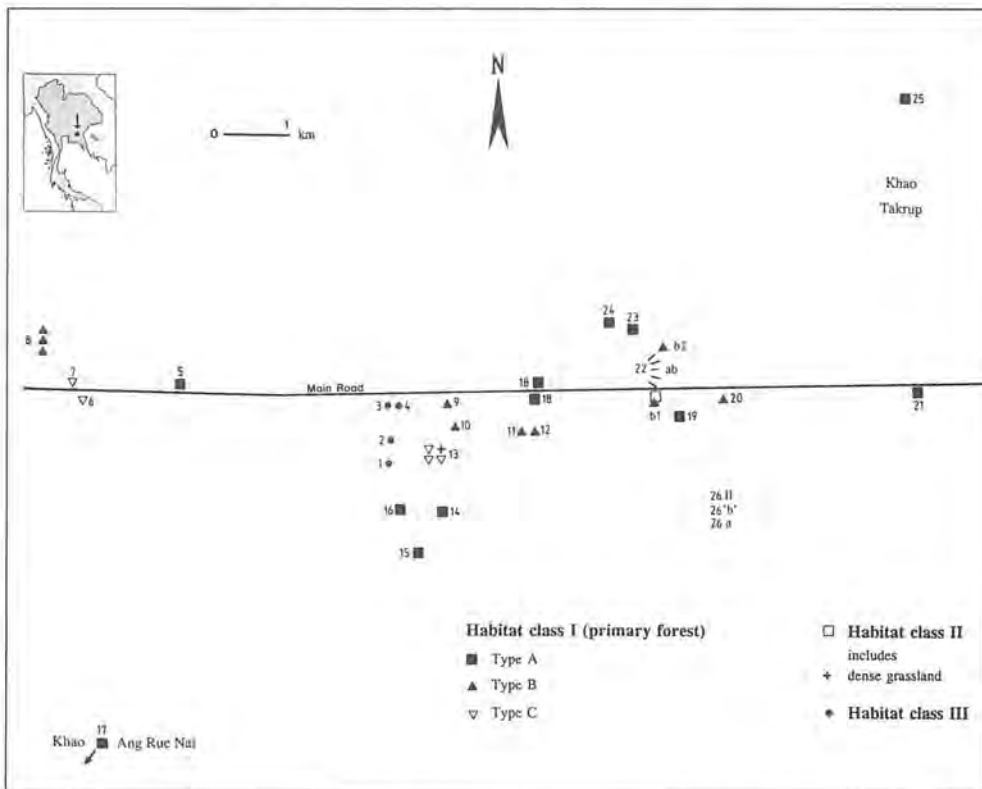 N
0 1 km
25
Khao
Takrup
24 23
8
bII
22 ab
7
5
Main Road
18
6
3 4
9
18
b1
19
20
21
10
11 12
2
13
1
16
14
26 II
26 'b'
26 a
15
Habitat class I (primary forest)
Type A
Type B
Type C
Habitat class II
includes
dense grassland
Habitat class III
17
Khao Ang Rue Nai